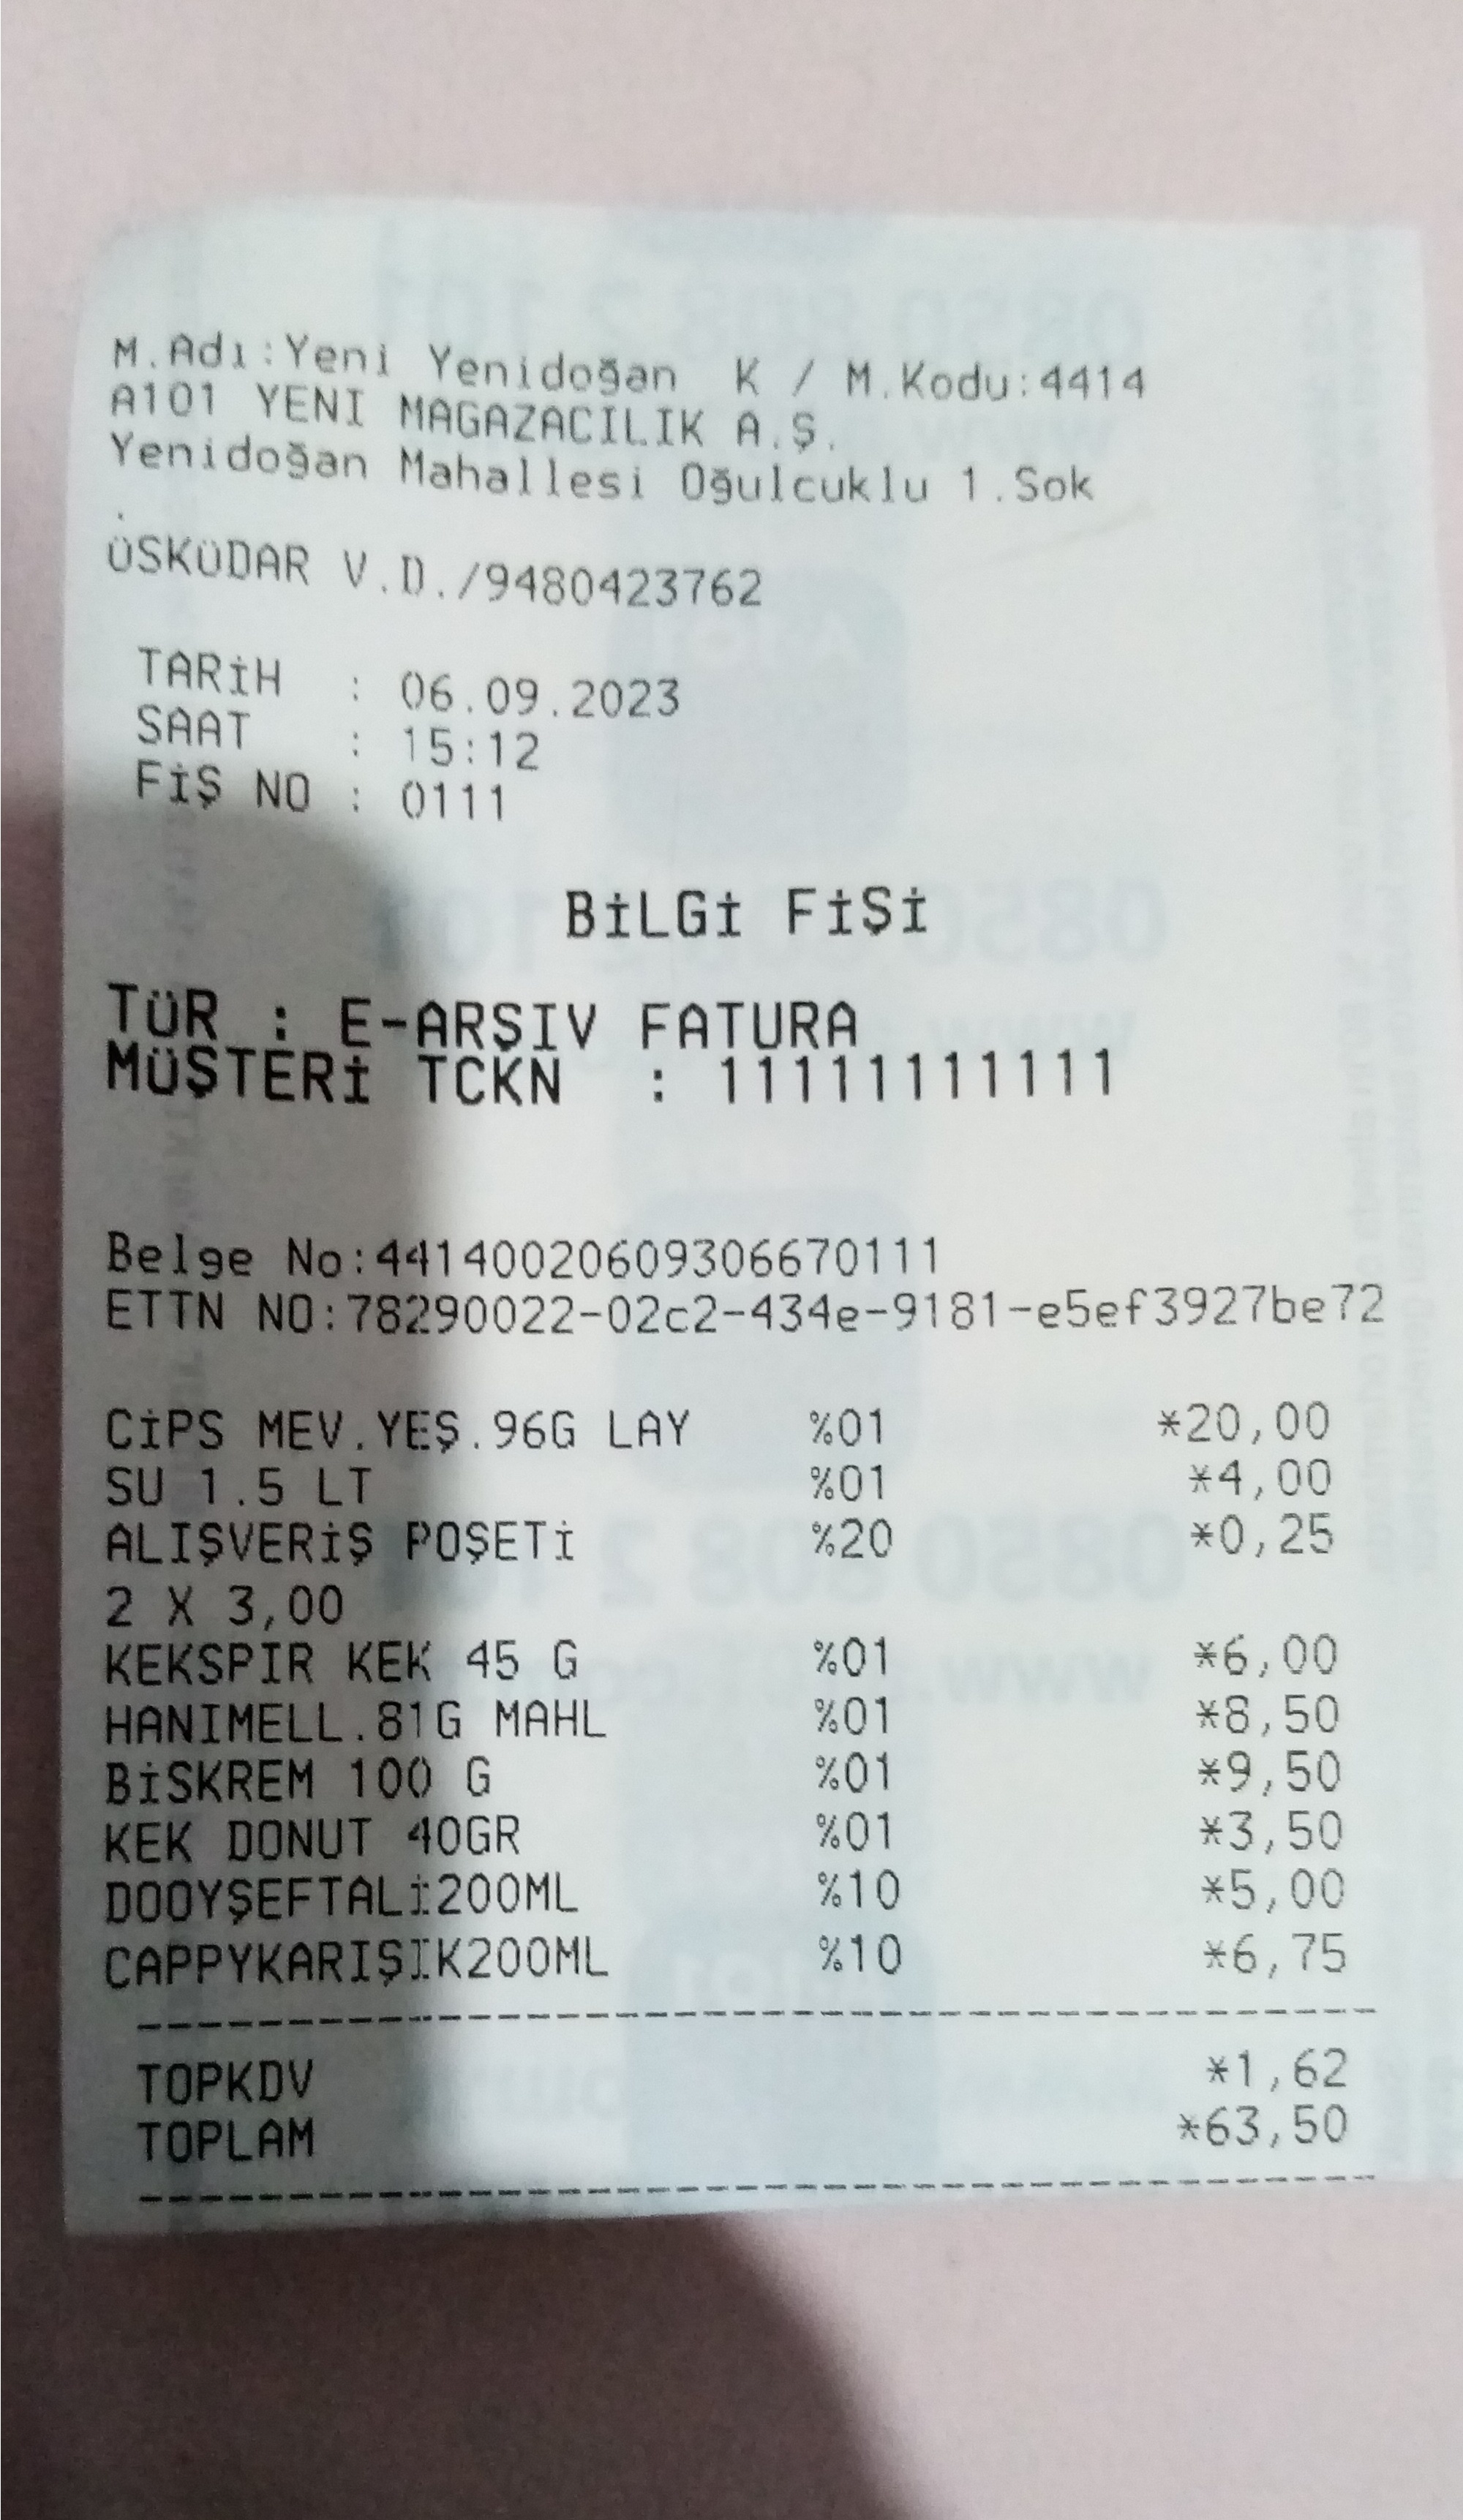 M.Adı:Yeni Yenidoğan K / M.Kodu:4414
A101 YENI MAGAZACILIK A.Ş.
Yenidoğan Mahallesi Oğulcuklu 1.Sok
.
ÜSKÜDAR V.D./9480423762
TARİH : 06.09.2023
SAAT : 15:12
FİŞ NO : 0111
BİLGİ FİŞİ
TÜR : E-ARŞIV FATURA
MÜŞTERİ TCKN : 11111111111
Belge No:44140020609306670111
ETTN NO:78290022-02c2-434e-9181-e5ef3927be72
CİPS MEV.YEŞ.96G LAY %01 *20,00
SU 1.5 LT %01 *4,00
ALIŞVERİŞ POŞETİ %20 *0,25
2 X 3,00
KEKSPIR KEK 45 G %01 *6,00
HANIMELL.81G MAHL %01 *8,50
BİSKREM 100 G %01 *9,50
KEK DONUT 40GR %01 *3,50
DOOYŞEFTALİ200ML %10 *5,00
CAPPYKARIŞIK200ML %10 *6,75
TOPKDV *1,62
TOPLAM *63,50